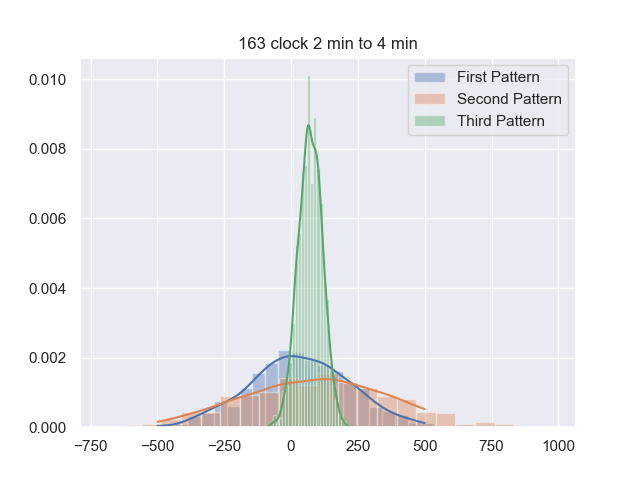 163 clock 2 min to 4 min
First Pattern
Second Pattern
Third Pattern
0.010
0.008
0.006
0.004
0.002
0.000
−750 −500 −250 0 250 500 750 1000